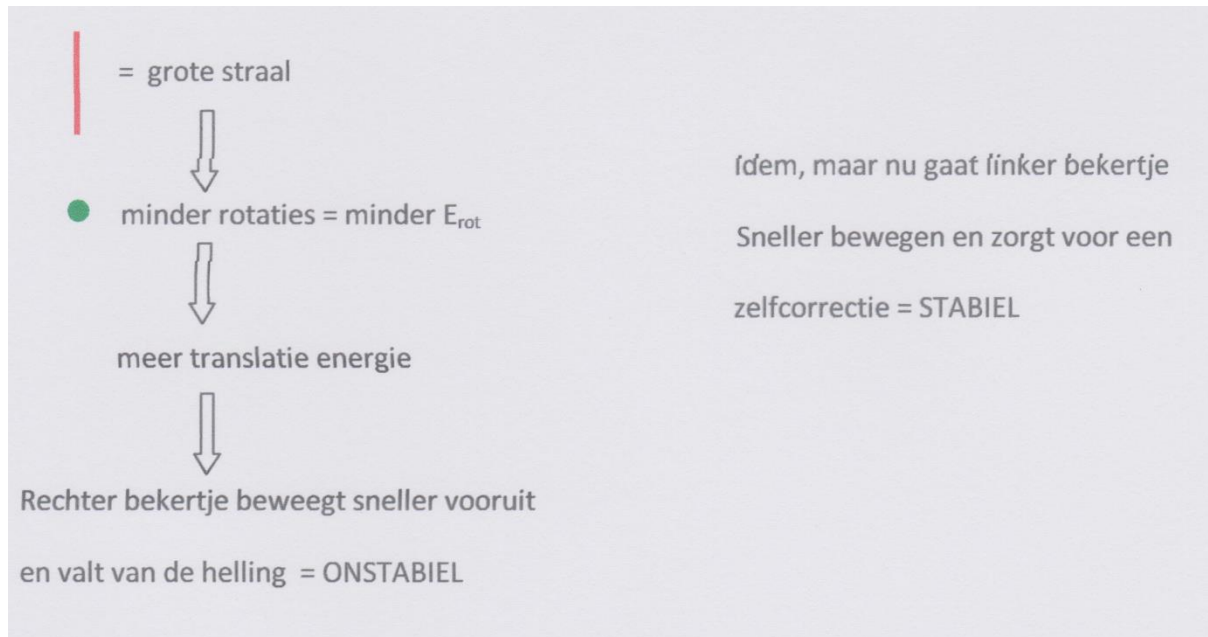 = grote straal
minder rotaties = minder E_rot
meer translatie energie
Rechter bekertje beweegt sneller vooruit
en valt van de helling = ONSTABIEL
Idem, maar nu gaat linker bekertje
Sneller bewegen en zorgt voor een
zelfcorrectie = STABIEL